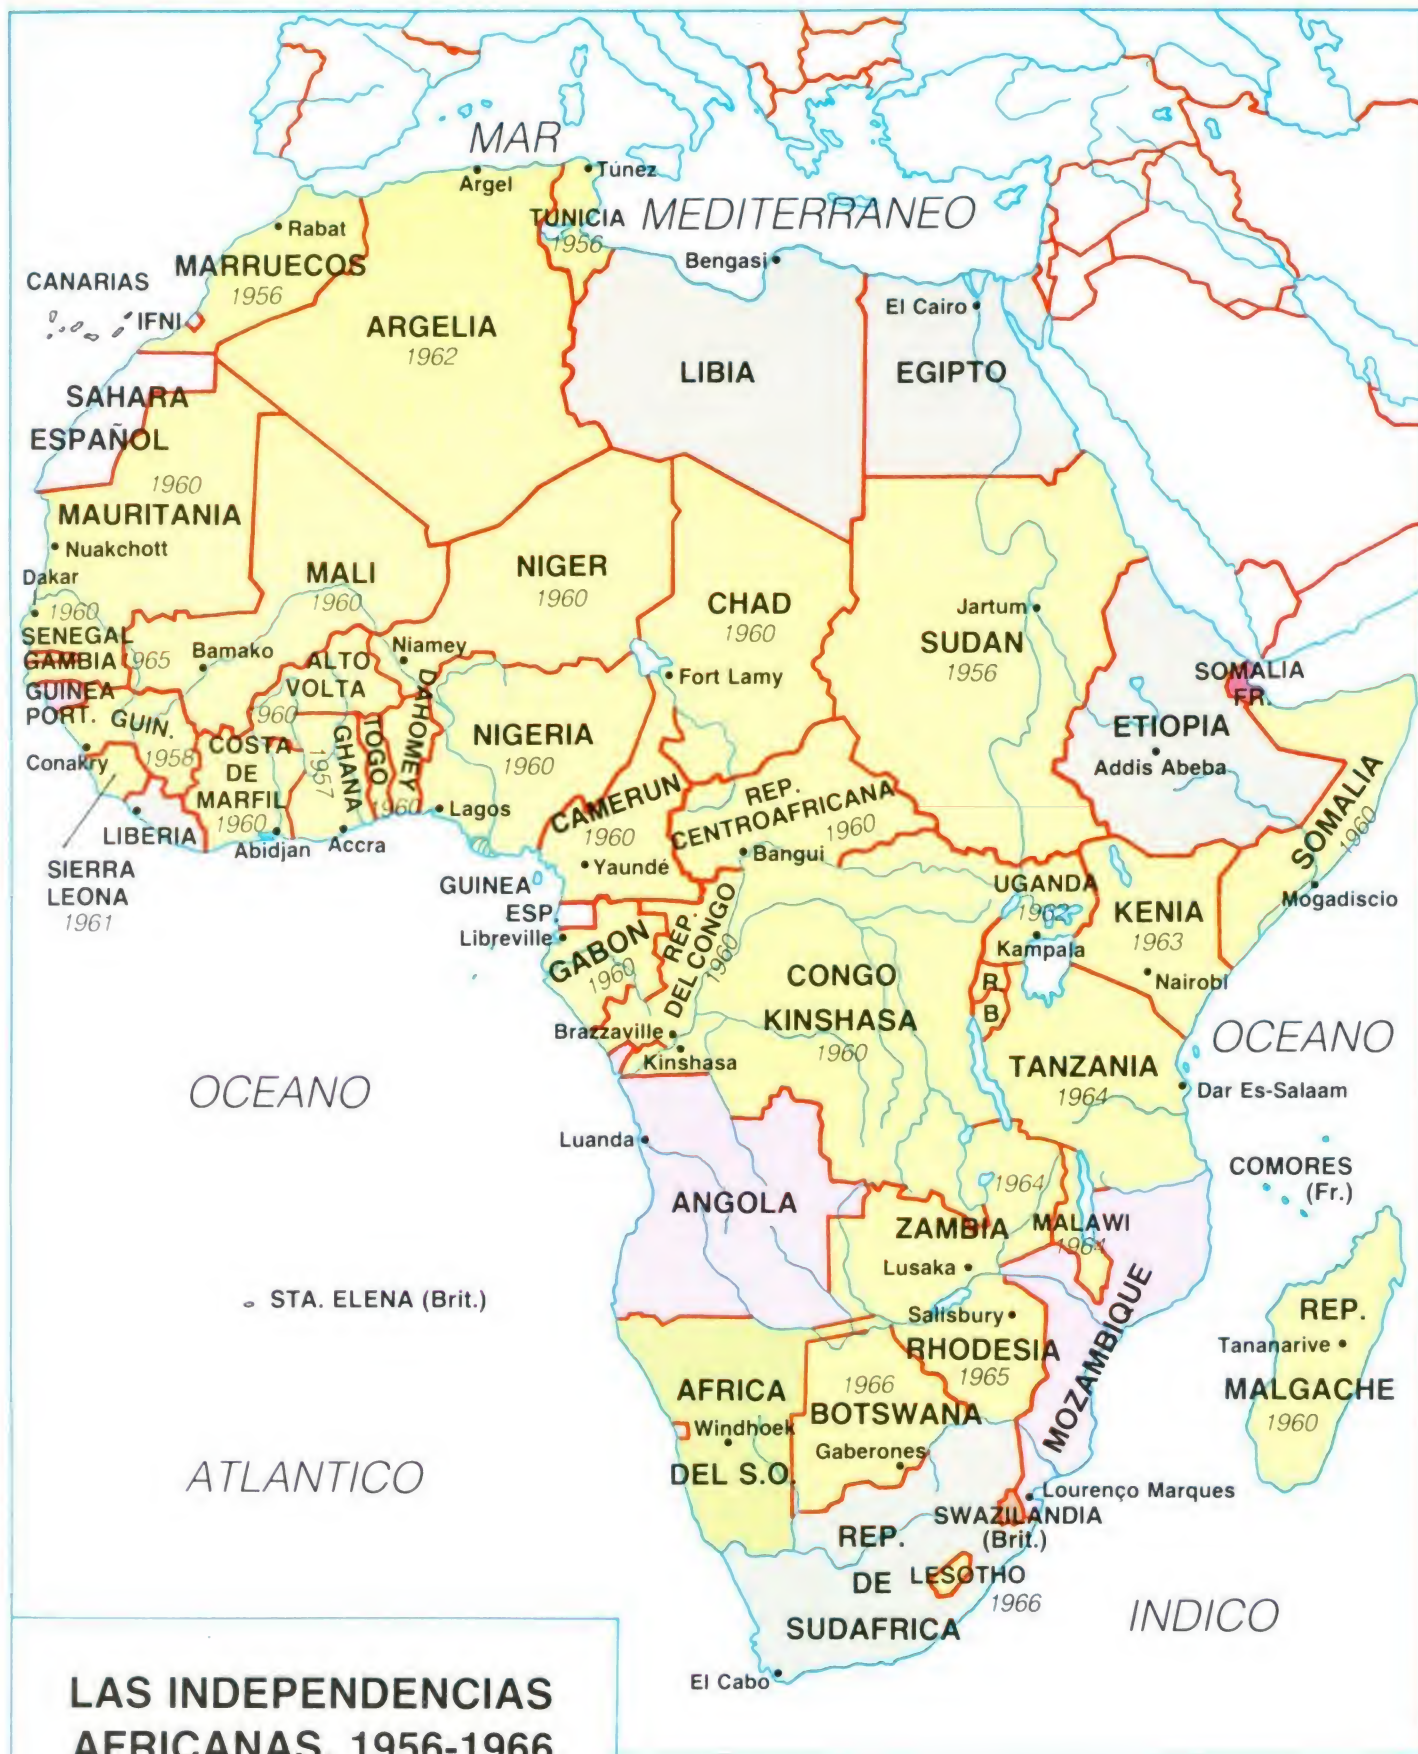 MAR
MEDITERRANEO
Argel
Túnez
TUNICIA
1956
Rabat
MARRUECOS
1956
Bengasi
CANARIAS
IFNI
El Cairo
ARGELIA
1962
LIBIA
EGIPTO
SAHARA
ESPAÑOL
1960
MAURITANIA
Nuakchott
Dakar
1960
SENEGAL
GAMBIA
1965
GUINEA
PORT.
MALI
1960
Bamako
NIGER
1960
Niamey
CHAD
1960
Fort Lamy
Jartum
SUDAN
1956
SOMALIA
FR.
ETIOPIA
Addis Abeba
SOMALIA
1960
Mogadiscio
ALTO
VOLTA
1960
DAHOMEY
GUIN.
1958
Conakry
COSTA
DE
MARFIL
1960
GHANA
1957
TOGO
1960
NIGERIA
1960
Lagos
LIBERIA
Abidjan
Accra
SIERRA
LEONA
1961
CAMERUN
1960
Yaundé
REP.
CENTROAFRICANA
1960
Bangui
GUINEA
ESP.
Libreville
GABON
1960
REP.
DEL CONGO
1960
Brazzaville
Kinshasa
CONGO
KINSHASA
1960
UGANDA
1962
Kampala
KENIA
1963
Nairobi
R.
B.
TANZANIA
1964
Dar Es-Salaam
OCEANO
OCEANO
Luanda
ANGOLA
COMORES
(Fr.)
1964
ZAMBIA
Lusaka
MALAWI
1964
STA. ELENA (Brit.)
Salisbury
RHODESIA
1965
MOZAMBIQUE
REP.
Tananarive
MALGACHE
1960
AFRICA
Windhoek
DEL S.O.
1966
BOTSWANA
Gaberones
ATLANTICO
Lourenço Marques
SWAZILANDIA
(Brit.)
REP.
DE
SUDAFRICA
LESOTHO
1966
El Cabo
INDICO
LAS INDEPENDENCIAS
AFRICANAS, 1956-1966